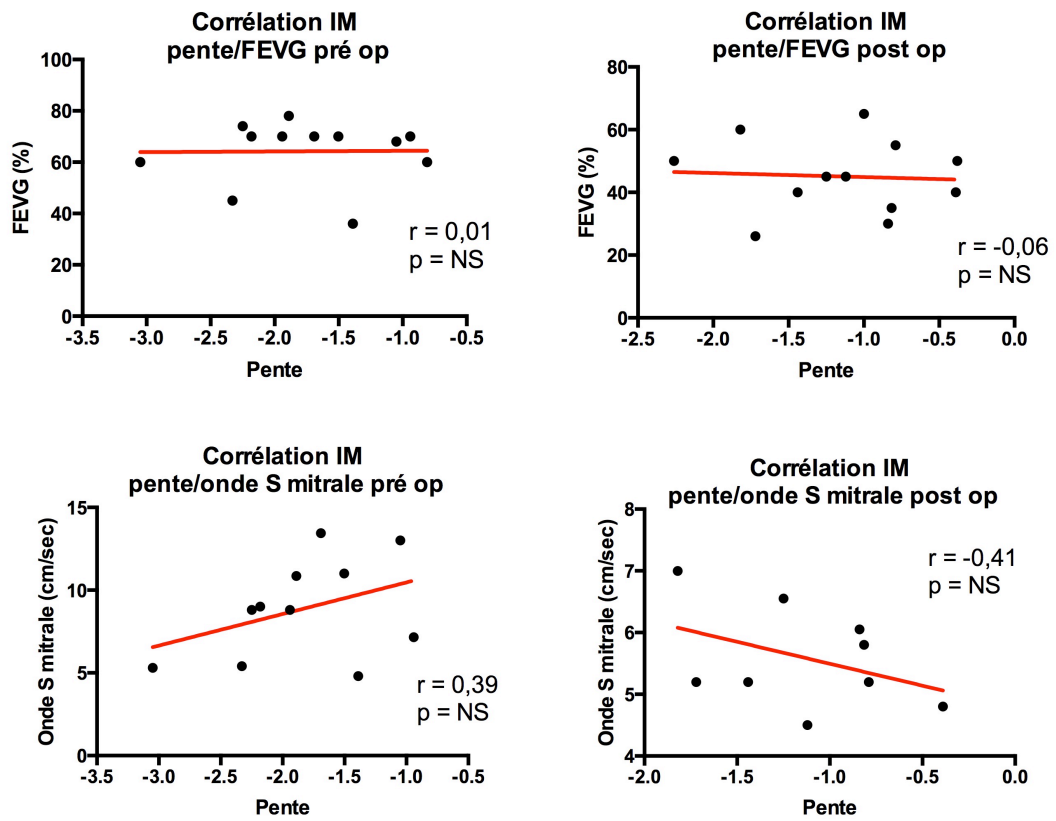 Corrélation IM
pente/FEVG pré op
FEVG (%)
100
80
60
40
20
0
-3.5 -3.0 -2.5 -2.0 -1.5 -1.0 -0.5
Pente
r = 0,01
p = NS
Corrélation IM
pente/FEVG post op
FEVG (%)
80
60
40
20
0
-2.5 -2.0 -1.5 -1.0 -0.5 0.0
Pente
r = -0,06
p = NS
Corrélation IM
pente/onde S mitrale pré op
Onde S mitrale (cm/sec)
15
10
5
0
-3.5 -3.0 -2.5 -2.0 -1.5 -1.0 -0.5
Pente
r = 0,39
p = NS
Corrélation IM
pente/onde S mitrale post op
Onde S mitrale (cm/sec)
8
7
6
5
4
-2.0 -1.5 -1.0 -0.5 0.0
Pente
r = -0,41
p = NS